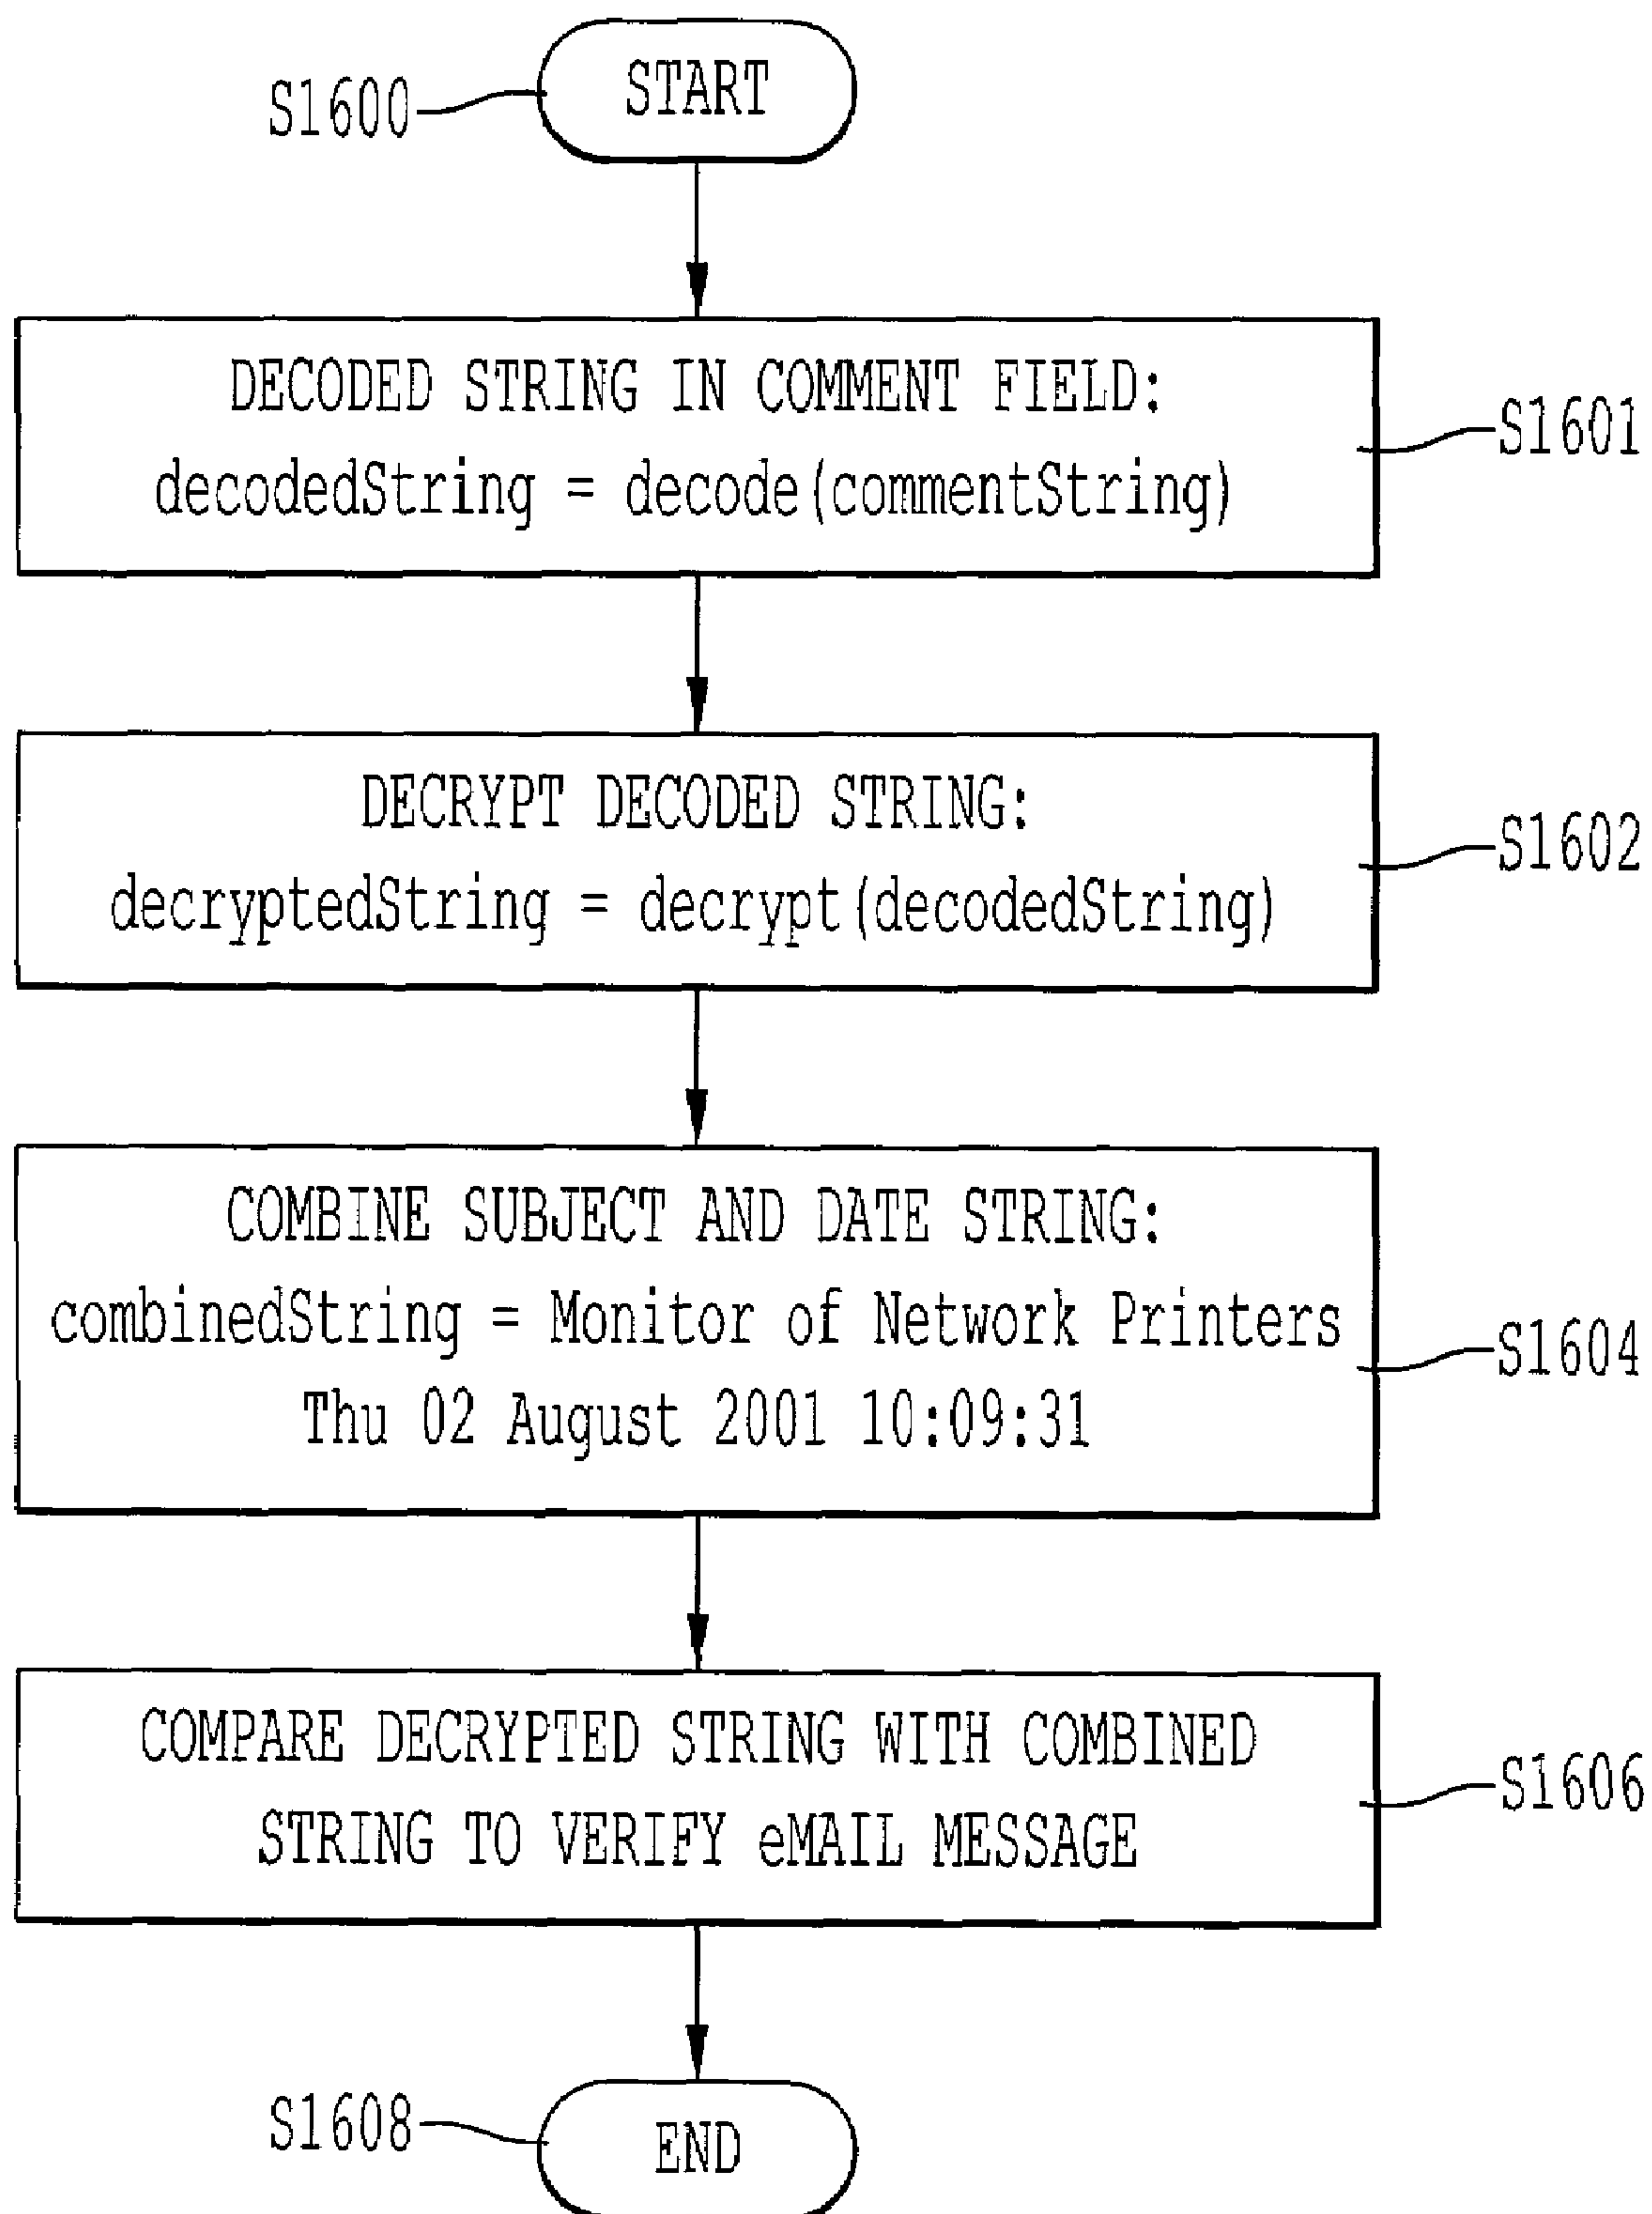 S1600
START
DECODED STRING IN COMMENT FIELD:
decodedString = decode(commentString)
S1601
DECRYPT DECODED STRING:
decryptedString = decrypt(decodedString)
S1602
COMBINE SUBJECT AND DATE STRING:
combinedString = Monitor of Network Printers
Thu 02 August 2001 10:09:31
S1604
COMPARE DECRYPTED STRING WITH COMBINED
STRING TO VERIFY eMAIL MESSAGE
S1606
S1608
END